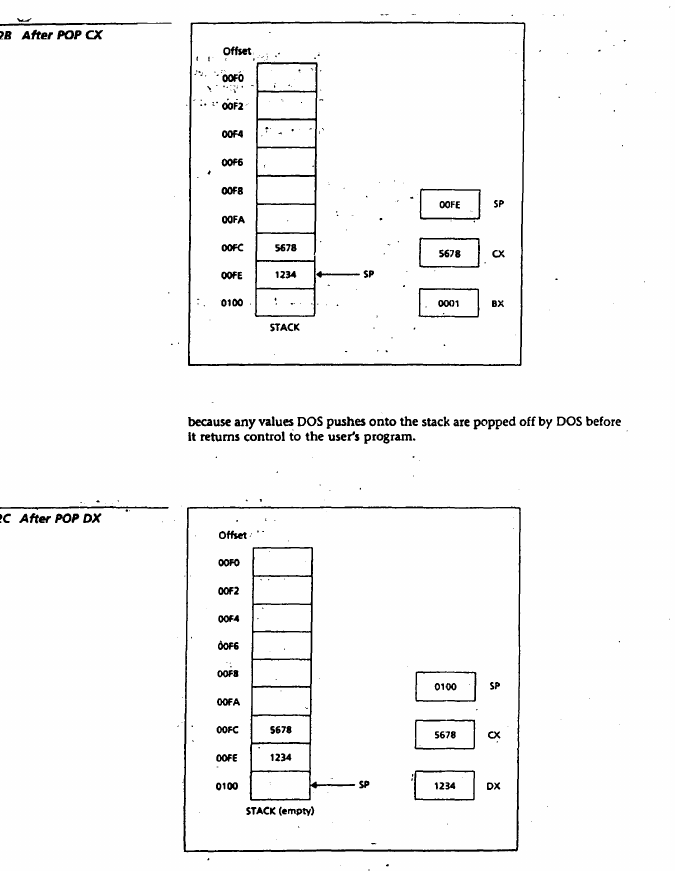 2B After POP CX
Offset
00F0
00F2
00F4
00F6
00F8
00FE SP
00FA
00FC 5678
5678 CX
00FE 1234 SP
0100
0001 BX
STACK
because any values DOS pushes onto the stack are popped off by DOS before
it returns control to the user's program.
2C After POP DX
Offset
00F0
00F2
00F4
00F6
00F8
0100 SP
00FA
00FC 5678
5678 CX
00FE 1234
0100 SP
1234 DX
STACK (empty)